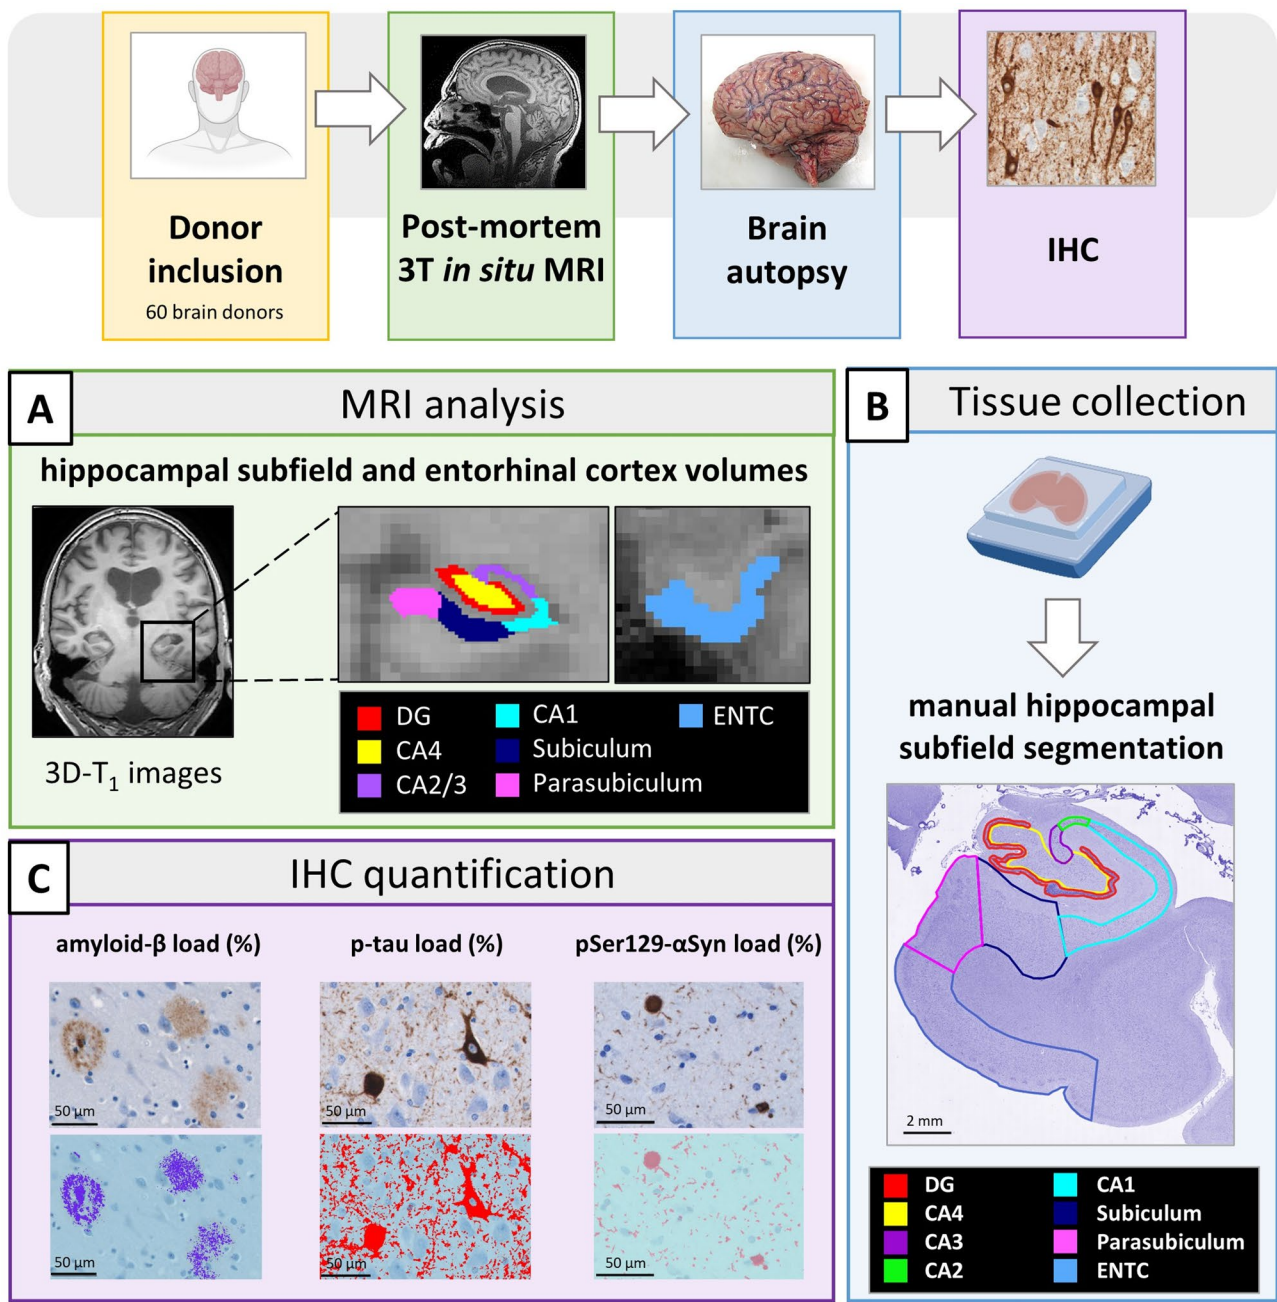 Donor
inclusion
60 brain donors
Post-mortem
3T in situ MRI
Brain
autopsy
IHC
A
MRI analysis
hippocampal subfield and entorhinal cortex volumes
3D-T₁ images
DG
CA4
CA2/3
CA1
Subiculum
Parasubiculum
ENTC
B
Tissue collection
manual hippocampal
subfield segmentation
2 mm
DG
CA4
CA3
CA2
CA1
Subiculum
Parasubiculum
ENTC
C
IHC quantification
amyloid-β load (%)
p-tau load (%)
pSer129-αSyn load (%)
50 µm
50 µm
50 µm
50 µm
50 µm
50 µm